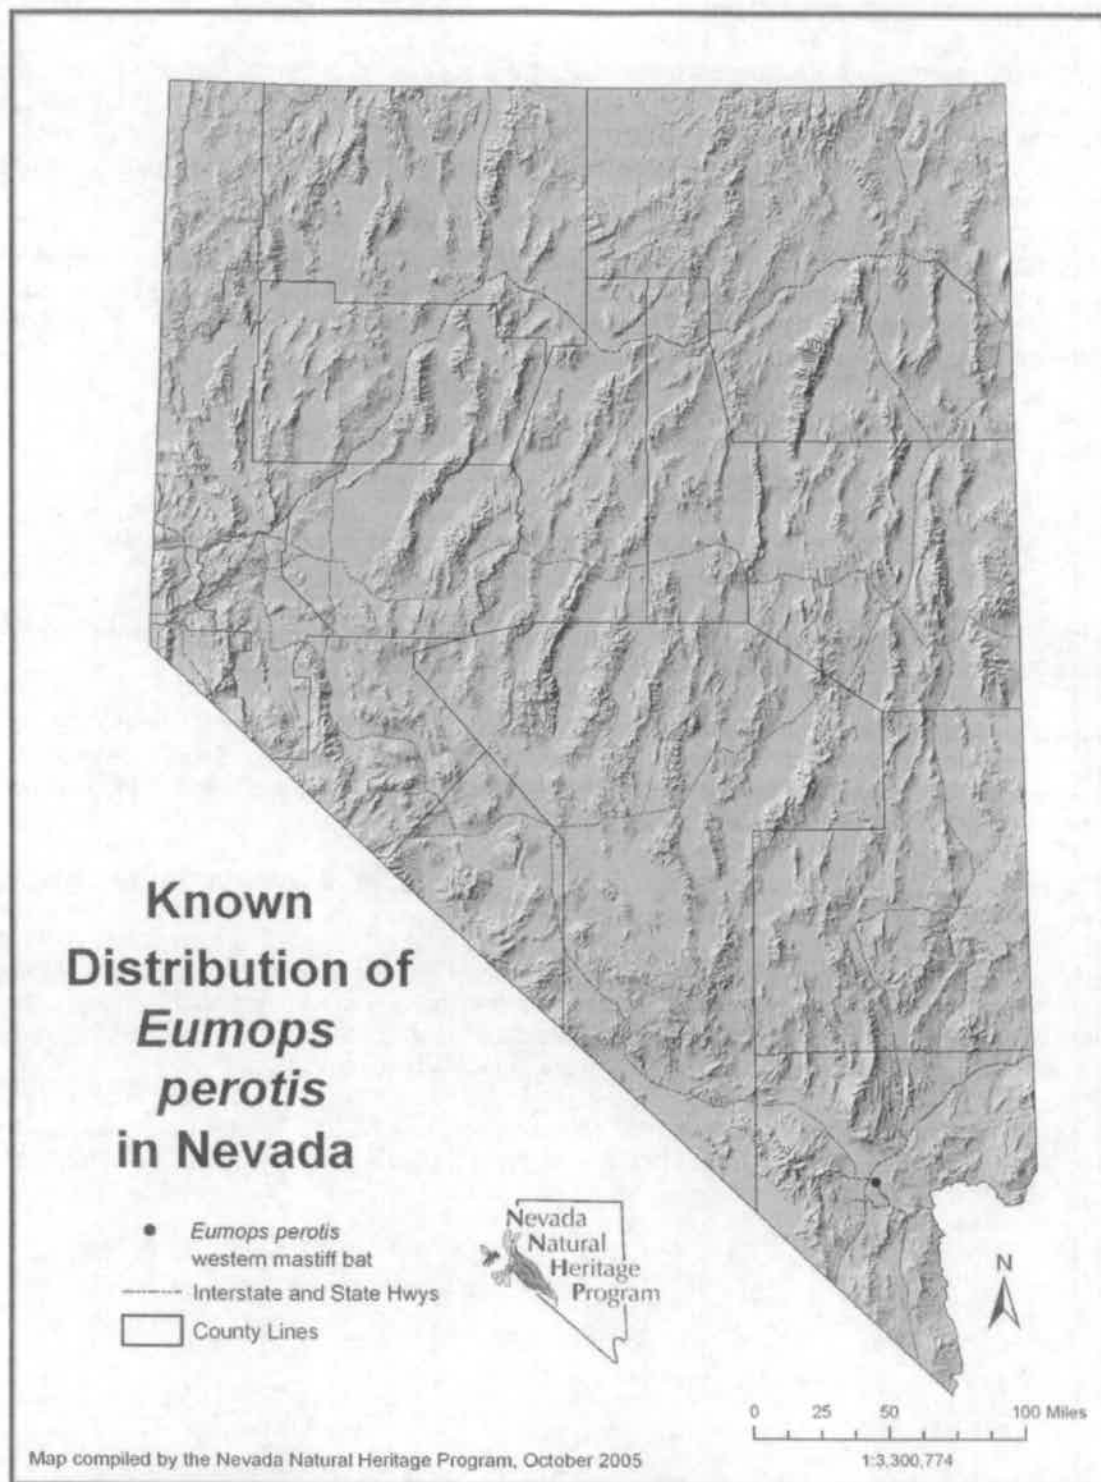 Known
Distribution of
Eumops
perotis
in Nevada
Eumops perotis
western mastiff bat
Interstate and State Hwys
County Lines
Nevada
Natural
Heritage
Program
N
0 25 50 100 Miles
1:3,300,774
Map compiled by the Nevada Natural Heritage Program, October 2005